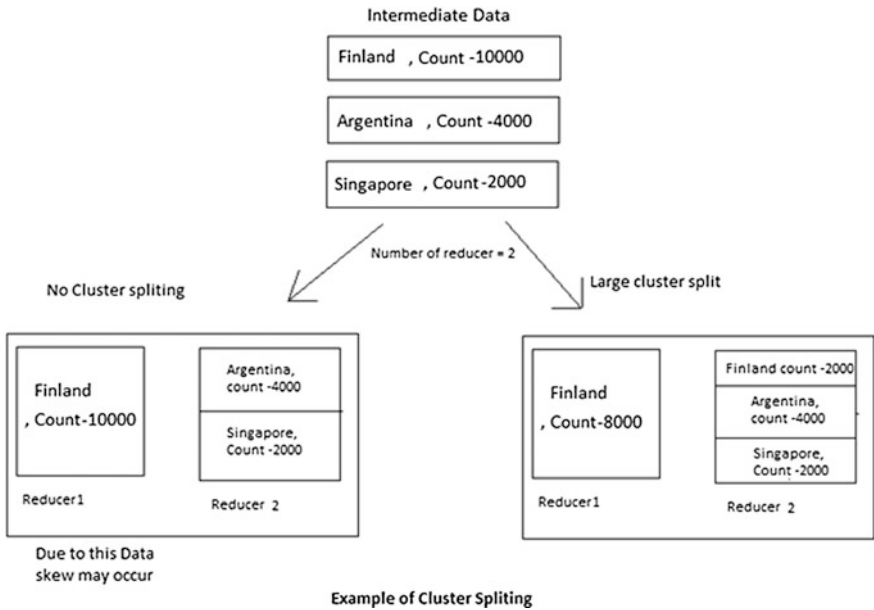 Intermediate Data
Finland , Count -10000
Argentina , Count -4000
Singapore , Count-2000
Number of reducer = 2
No Cluster spliting
Large cluster split
Finland
, Count-10000
Argentina,
count -4000
Singapore,
Count -2000
Reducer1
Reducer 2
Due to this Data
skew may occur
Finland
, Count-8000
Finland count -2000
Argentina,
count -4000
Singapore,
Count -2000
Reducer1
Reducer 2
Example of Cluster Spliting